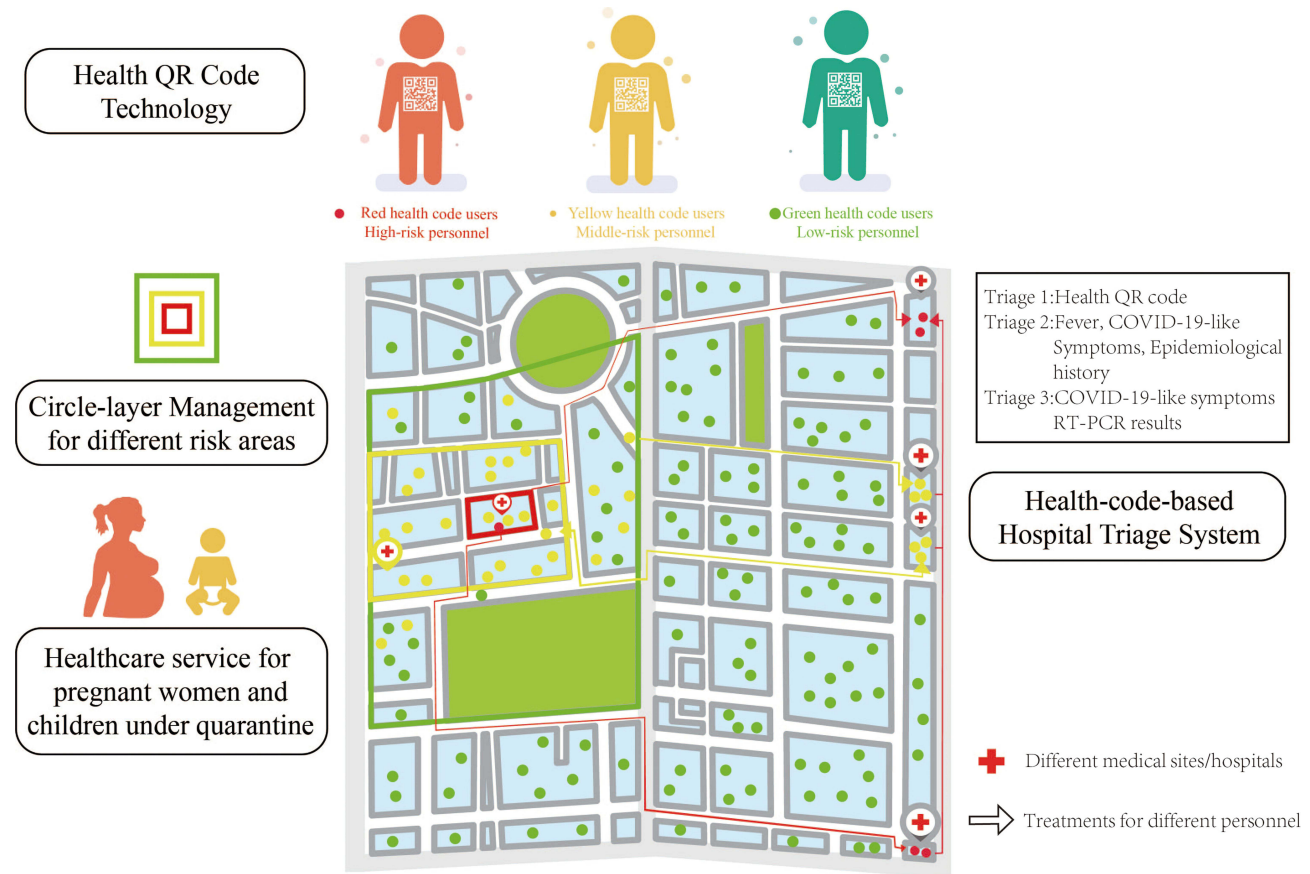 Health QR Code
Technology
Red health code users
High-risk personnel
Yellow health code users
Middle-risk personnel
Green health code users
Low-risk personnel
Circle-layer Management
for different risk areas
Healthcare service for
pregnant women and
children under quarantine
Triage 1:Health QR code
Triage 2:Fever, COVID-19-like
Symptoms, Epidemiological
history
Triage 3:COVID-19-like symptoms
RT-PCR results
Health-code-based
Hospital Triage System
Different medical sites/hospitals
Treatments for different personnel